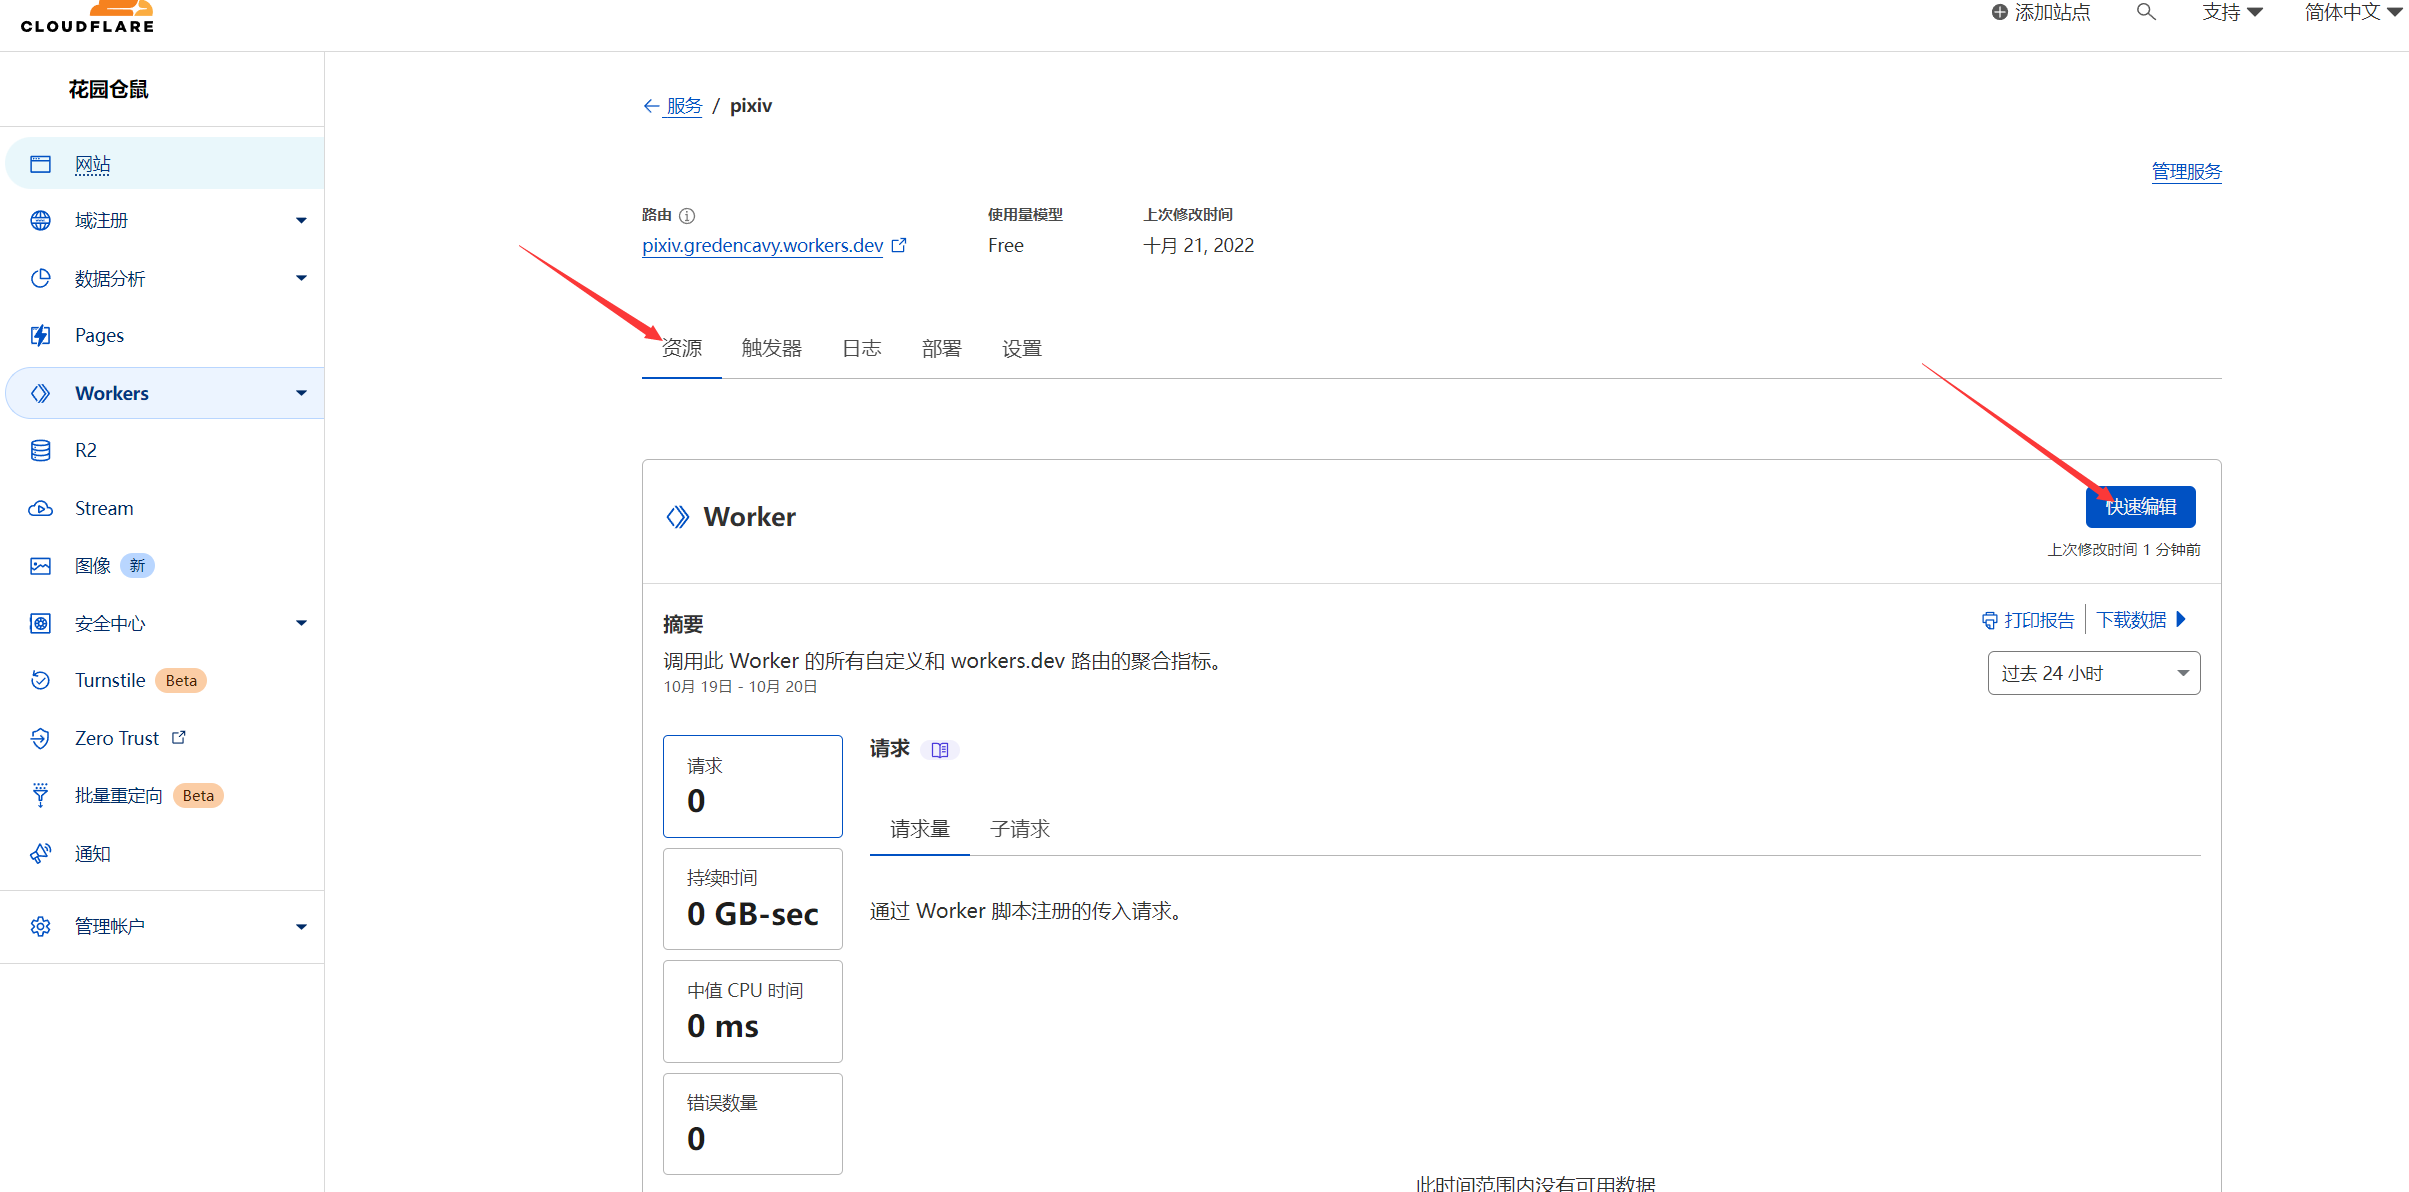 CLOUDFLARE
添加站点
支持
简体中文
花园仓鼠
网站
域注册
数据分析
Pages
Workers
R2
Stream
图像 新
安全中心
Turnstile Beta
Zero Trust
批量重定向 Beta
通知
管理帐户
服务 / pixiv
管理服务
路由
pixiv.gredencavy.workers.dev
使用量模型
Free
上次修改时间
十月 21, 2022
资源
触发器
日志
部署
设置
Worker
快速编辑
上次修改时间 1 分钟前
摘要
调用此 Worker 的所有自定义和 workers.dev 路由的聚合指标。
10月 19日 - 10月 20日
打印报告
下载数据
过去 24 小时
请求
0
持续时间
0 GB-sec
中值 CPU 时间
0 ms
错误数量
0
请求
请求量
子请求
通过 Worker 脚本注册的传入请求。
此时间范围内没有可用数据